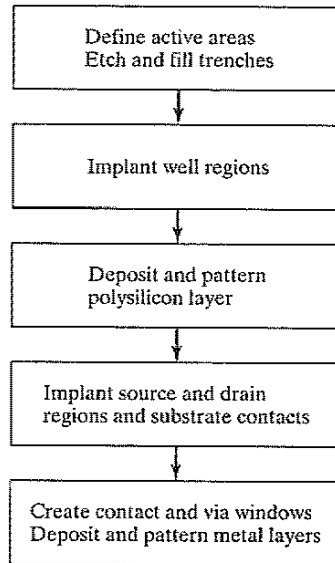 Define active areas
Etch and fill trenches
Implant well regions
Deposit and pattern
polysilicon layer
Implant source and drain
regions and substrate contacts
Create contact and via windows
Deposit and pattern metal layers